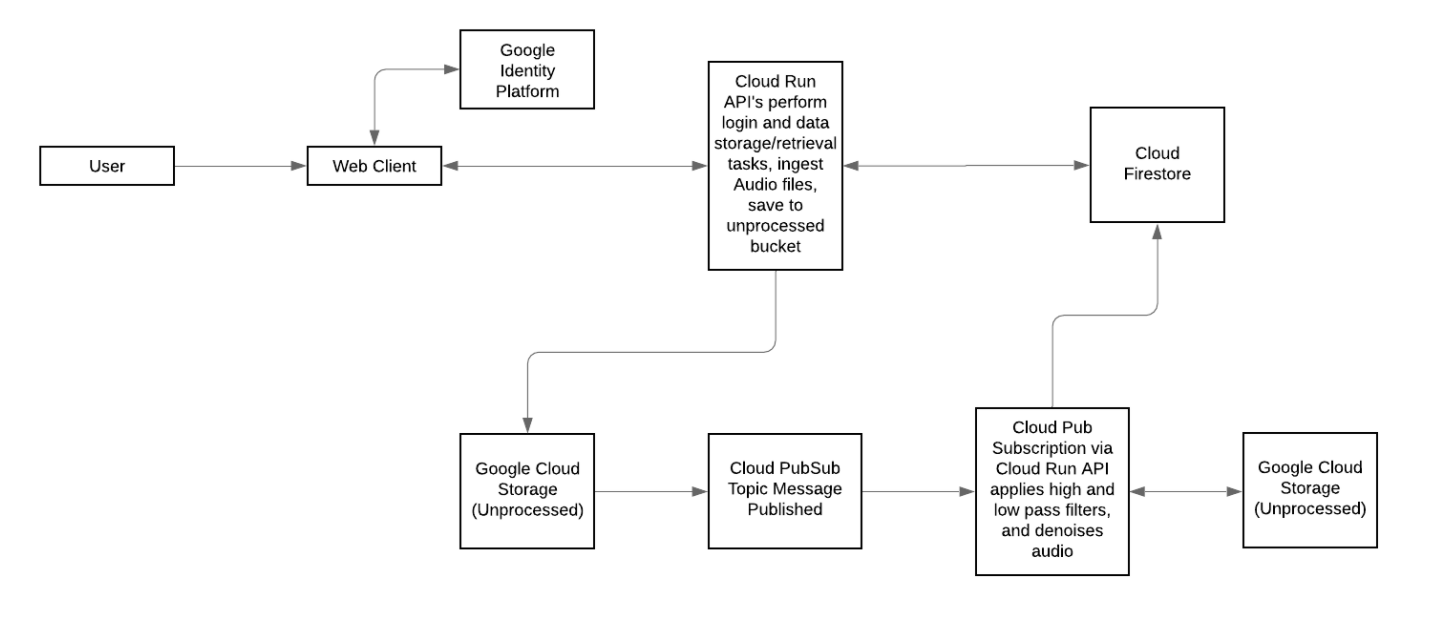 Google
Identity
Platform
User
Web Client
Cloud Run
API's perform
login and data
storage/retrieval
tasks, ingest
Audio files,
save to
unprocessed
bucket
Cloud
Firestore
Google Cloud
Storage
(Unprocessed)
Cloud PubSub
Topic Message
Published
Cloud Pub
Subscription via
Cloud Run API
applies high and
low pass filters,
and denoises
audio
Google Cloud
Storage
(Unprocessed)